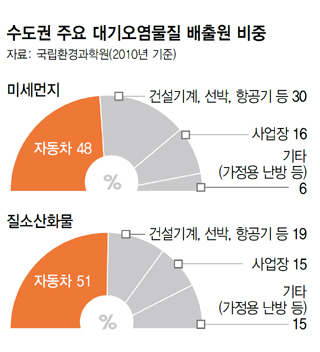 수도권 주요 대기오염물질 배출원 비중
자료: 국립환경과학원(2010년 기준)
미세먼지
건설기계, 선박, 항공기 등 30
사업장 16
자동차 48
기타
(가정용 난방 등)
6
%
질소산화물
건설기계, 선박, 항공기 등 19
사업장 15
자동차 51
기타
(가정용 난방 등)
15
%